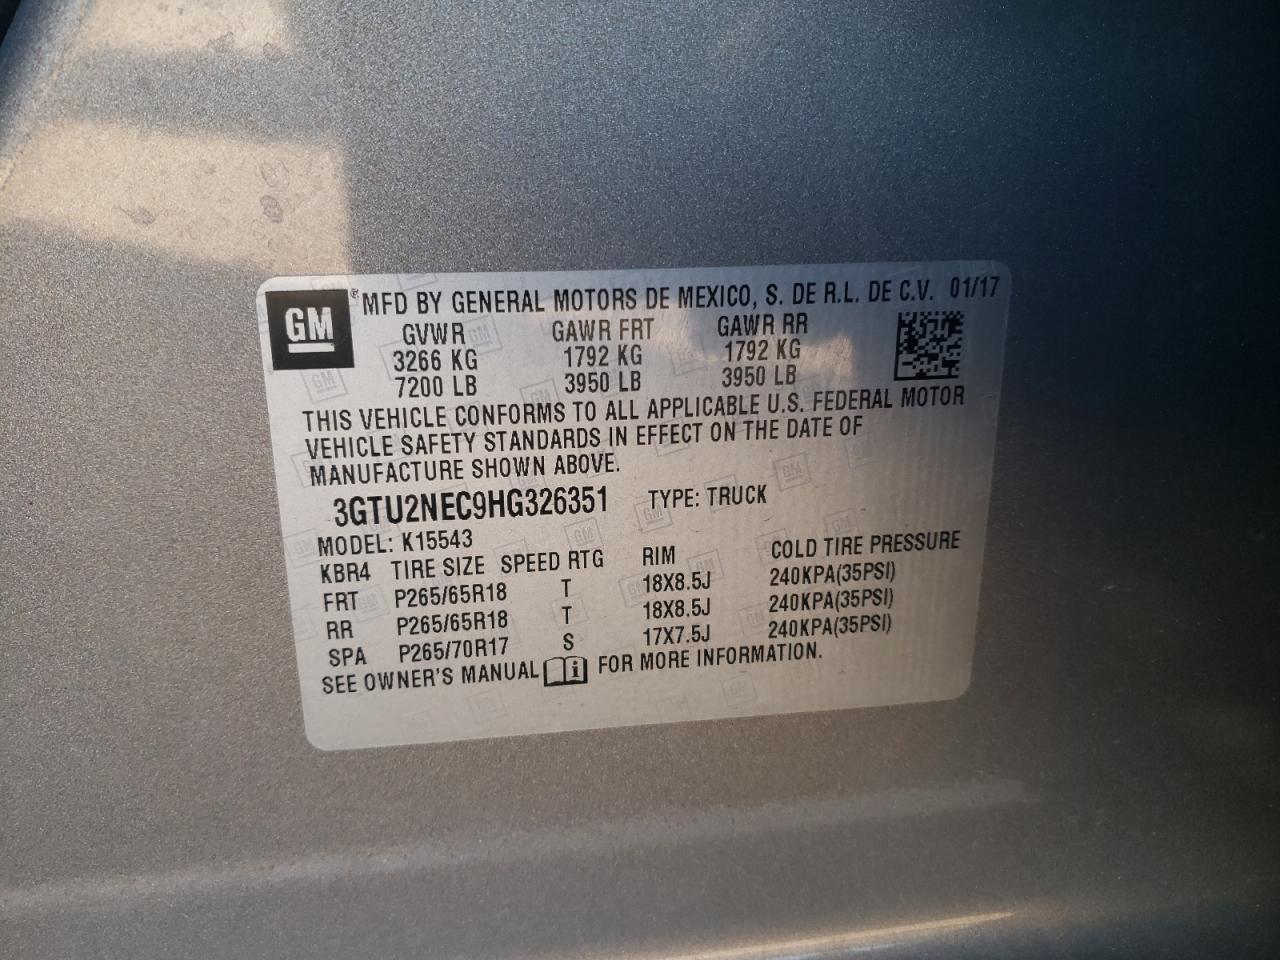 GM
® MFD BY GENERAL MOTORS DE MEXICO, S. DE R.L. DE C.V. 01/17
GVWR GAWR FRT GAWR RR
3266 KG 1792 KG 1792 KG
7200 LB 3950 LB 3950 LB
THIS VEHICLE CONFORMS TO ALL APPLICABLE U.S. FEDERAL MOTOR
VEHICLE SAFETY STANDARDS IN EFFECT ON THE DATE OF
MANUFACTURE SHOWN ABOVE.
3GTU2NEC9HG326351 TYPE: TRUCK
MODEL: K15543
KBR4 TIRE SIZE SPEED RTG RIM COLD TIRE PRESSURE
FRT P265/65R18 T 18X8.5J 240KPA(35PSI)
RR P265/65R18 T 18X8.5J 240KPA(35PSI)
SPA P265/70R17 S 17X7.5J 240KPA(35PSI)
SEE OWNER'S MANUAL i FOR MORE INFORMATION.